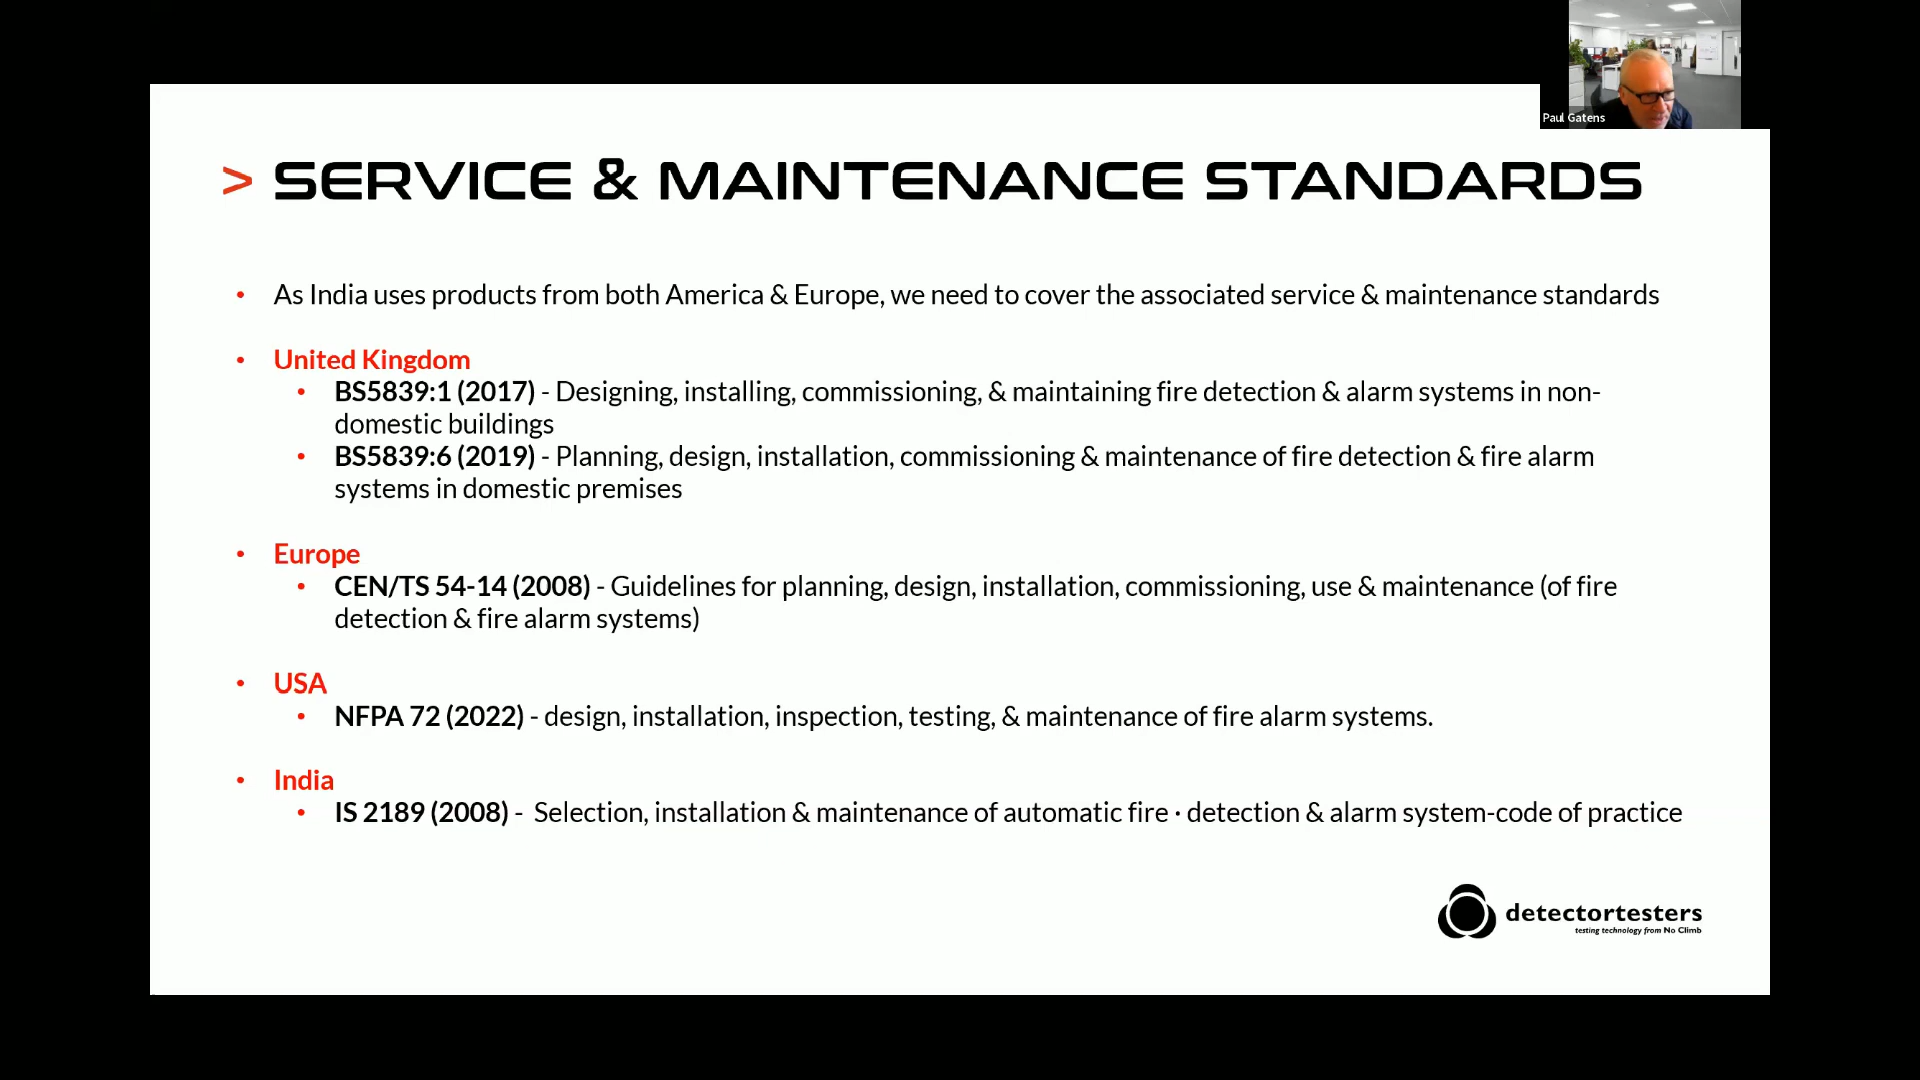 Paul Gatens
> SERVICE & MAINTENANCE STANDARDS
• As India uses products from both America & Europe, we need to cover the associated service & maintenance standards
• United Kingdom
• BS5839:1 (2017) - Designing, installing, commissioning, & maintaining fire detection & alarm systems in non-
domestic buildings
• BS5839:6 (2019) - Planning, design, installation, commissioning & maintenance of fire detection & fire alarm
systems in domestic premises
• Europe
• CEN/TS 54-14 (2008) - Guidelines for planning, design, installation, commissioning, use & maintenance (of fire
detection & fire alarm systems)
• USA
• NFPA 72 (2022) - design, installation, inspection, testing, & maintenance of fire alarm systems.
• India
• IS 2189 (2008) - Selection, installation & maintenance of automatic fire · detection & alarm system-code of practice
detectortesters
testing technology from No Climb